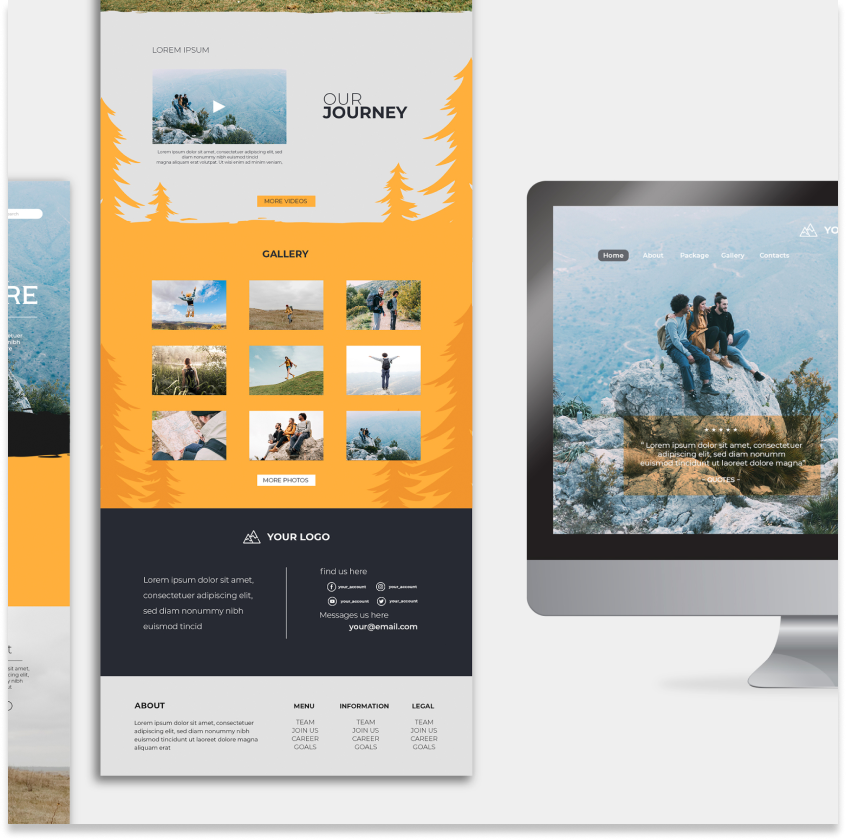 LOREM IPSUM
OUR
JOURNEY
Lorem ipsum dolor sit amet, consectetuer adipiscing elit, sed
diam nonummy nibh euismod tincid
magna aliquam erat volutpat. Ut wisi enim ad minim veniam,
MORE VIDEOS
GALLERY
MORE PHOTOS
YOUR LOGO
Lorem ipsum dolor sit amet,
consectetuer adipiscing elit,
sed diam nonummy nibh
euismod tincid
find us here
your_account your_account
your_account your_account
Messages us here
your@email.com
ABOUT
Lorem ipsum dolor sit amet, consectetuer
adipiscing elit, sed diam nonummy nibh
euismod tincidunt ut laoreet dolore magna
aliquam erat
MENU INFORMATION LEGAL
TEAM TEAM TEAM
JOIN US JOIN US JOIN US
CAREER CAREER CAREER
GOALS GOALS GOALS
RE
YO
Home About Package Gallery Contacts
" Lorem ipsum dolor sit amet, consectetuer
adipiscing elit, sed diam nonummy
euismod tincidunt ut laoreet dolore magna"
~ QUOTES ~